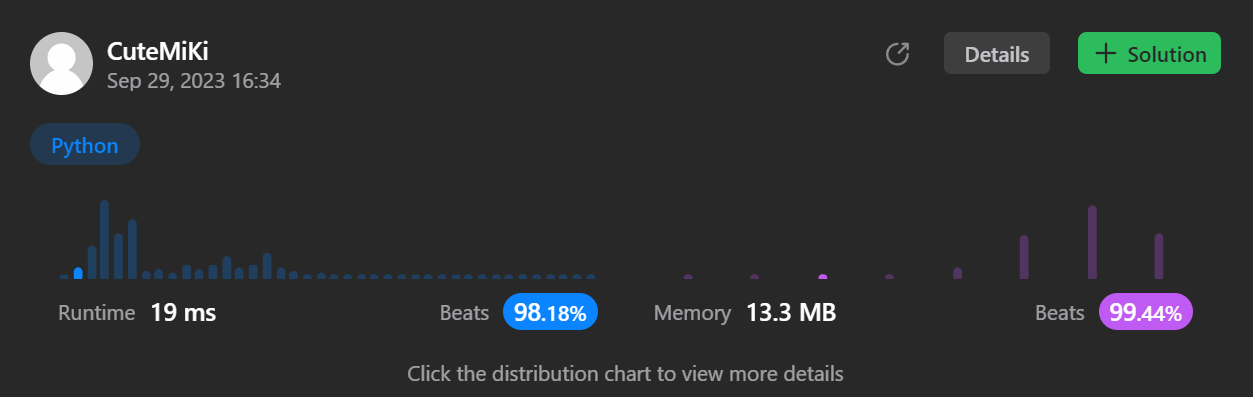 CuteMiKi
Sep 29, 2023 16:34
Details
Solution
Python
Runtime 19 ms
Beats 98.18%
Memory 13.3 MB
Beats 99.44%
Click the distribution chart to view more details